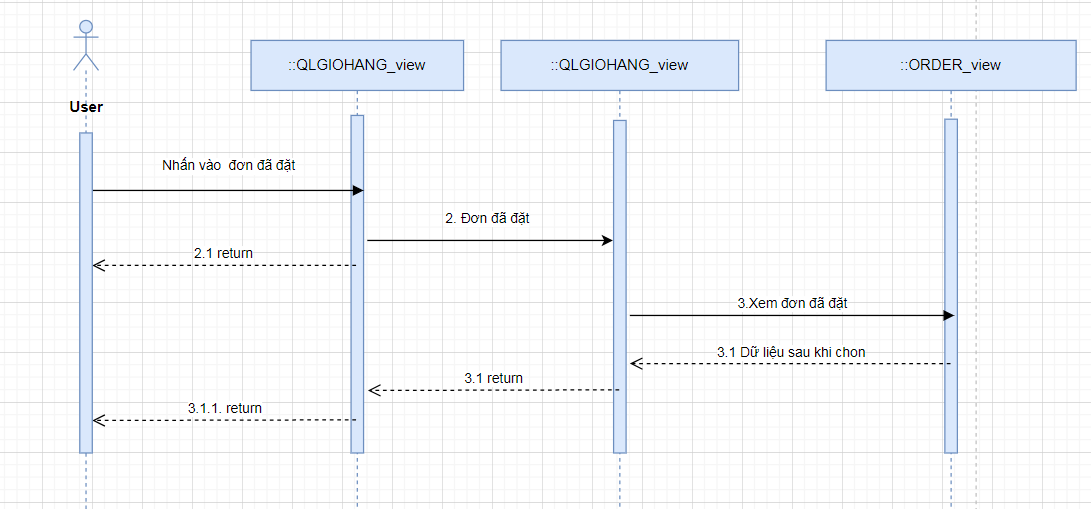 ::QLGIOHANG_view
::QLGIOHANG_view
::ORDER_view
User
Nhấn vào đơn đã đặt
2. Đơn đã đặt
2.1 return
3.Xem đơn đã đặt
3.1 Dữ liệu sau khi chon
3.1 return
3.1.1. return